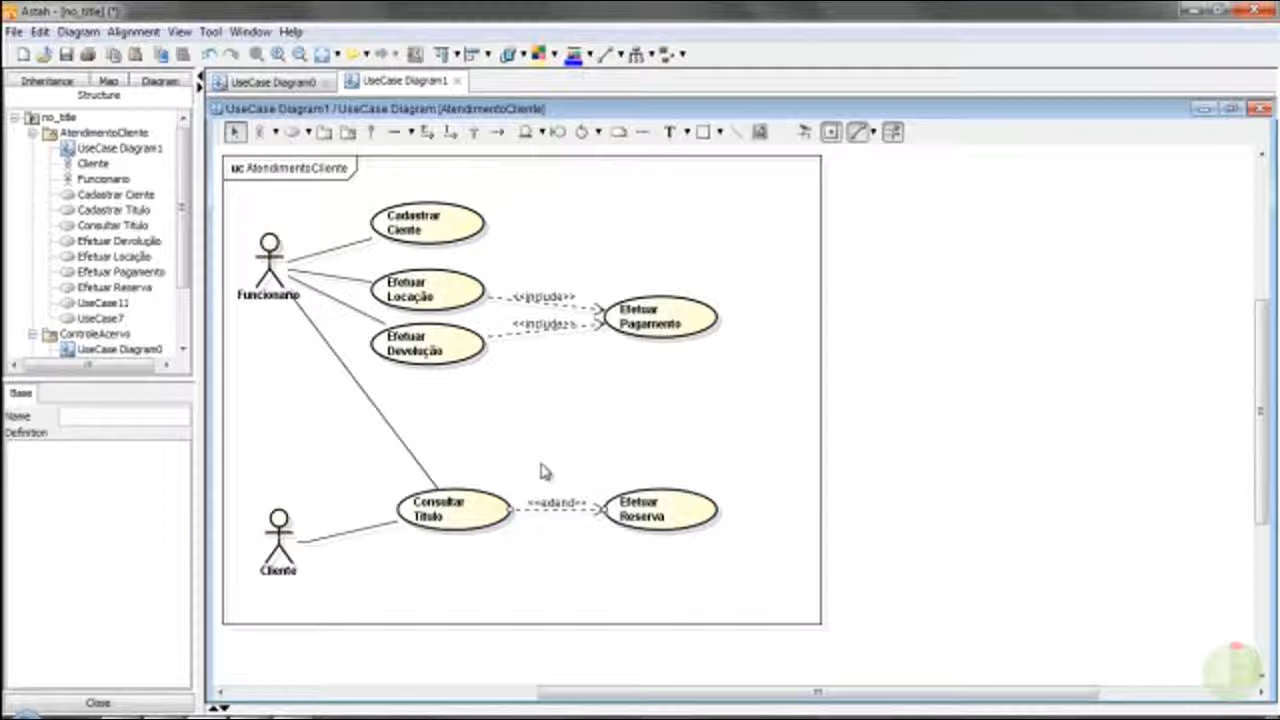 Astah - [no_title] (*)
File Edit Diagram Alignment View Tool Window Help
Inheritance Map Diagram
Structure
no_title
AtendimentoCliente
UseCase Diagram1
Cliente
Funcionario
Cadastrar Ciente
Cadastrar Titulo
Consultar Titulo
Efetuar Devolução
Efetuar Locação
Efetuar Pagamento
Efetuar Reserva
UseCase11
UseCase7
ControleAcervo
UseCase Diagram0
Base
Name
Definition
Close
UseCase Diagram0
UseCase Diagram1
UseCase Diagram1 / UseCase Diagram [AtendimentoCliente]
T
uc AtendimentoCliente
Cadastrar
Ciente
Funcionario
Efetuar
Locação
<<include>>
Efetuar
Pagamento
<<include>>
Efetuar
Devolução
Consultar
Titulo
<<extend>>
Efetuar
Reserva
Cliente